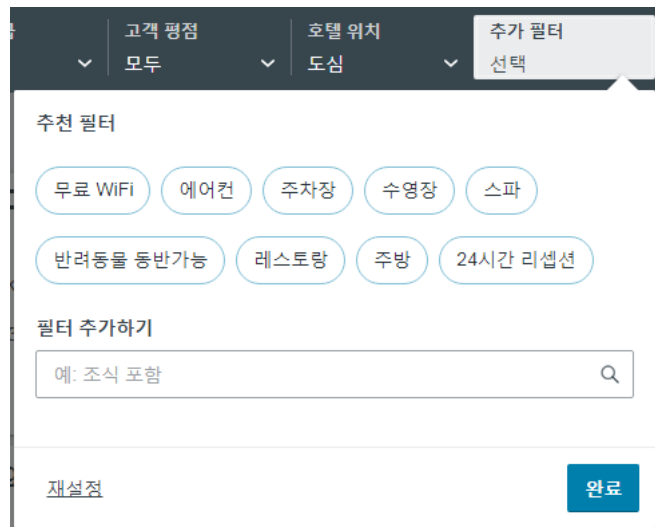 고객 평점
호텔 위치
추가 필터
모두
도심
선택
추천 필터
무료 WiFi
에어컨
주차장
수영장
스파
반려동물 동반가능
레스토랑
주방
24시간 리셉션
필터 추가하기
예: 조식 포함
재설정
완료